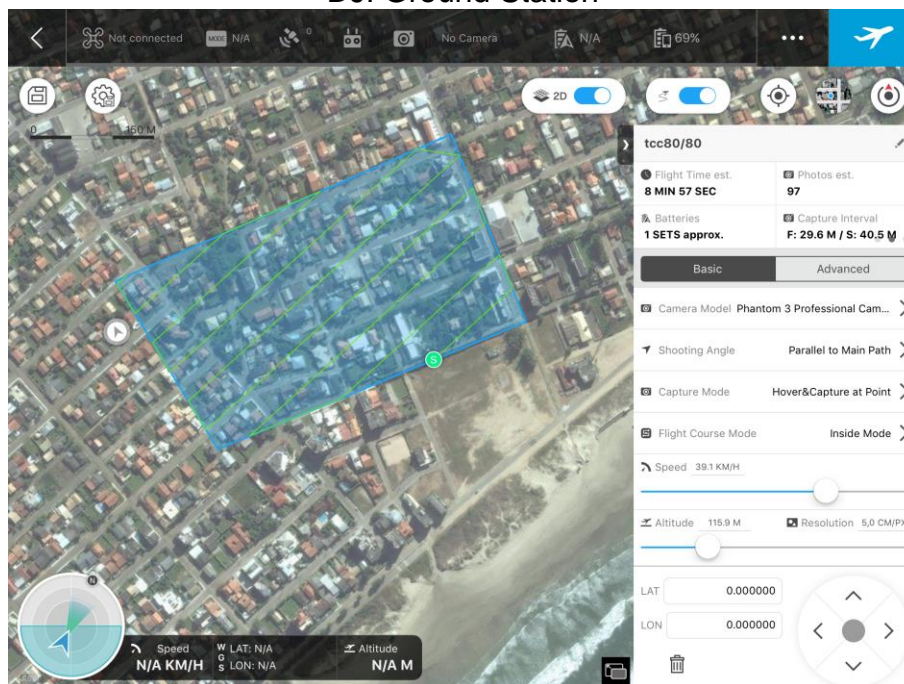 Not connected
MODE N/A
0
No Camera
N/A
69%
2D
0 150 M
tcc80/80
Flight Time est.
8 MIN 57 SEC
Photos est.
97
Batteries
1 SETS approx.
Capture Interval
F: 29.6 M / S: 40.5 M
Basic
Advanced
Camera Model Phantom 3 Professional Cam...
Shooting Angle Parallel to Main Path
Capture Mode Hover&Capture at Point
Flight Course Mode Inside Mode
Speed 39.1 KM/H
Altitude 115.9 M Resolution 5,0 CM/PX
LAT 0.000000
LON 0.000000
S
N
Speed
N/A KM/H
WGS
LAT: N/A
LON: N/A
Altitude
N/A M